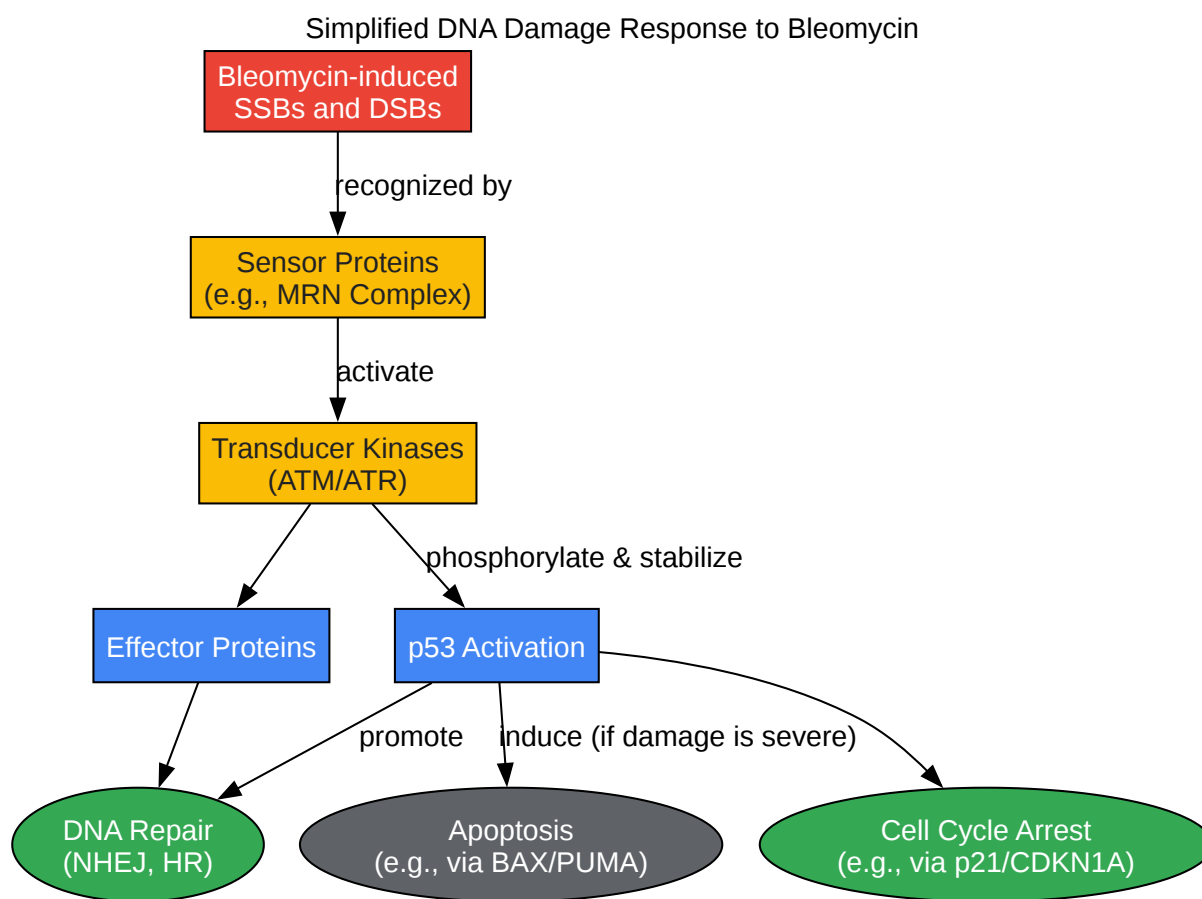 Simplified DNA Damage Response to Bleomycin
Bleomycin-induced
SSBs and DSBs
recognized by
Sensor Proteins
(e.g., MRN Complex)
activate
Transducer Kinases
(ATM/ATR)
phosphorylate & stabilize
Effector Proteins
p53 Activation
promote
induce (if damage is severe)
DNA Repair
(NHEJ, HR)
Apoptosis
(e.g., via BAX/PUMA)
Cell Cycle Arrest
(e.g., via p21/CDKN1A)